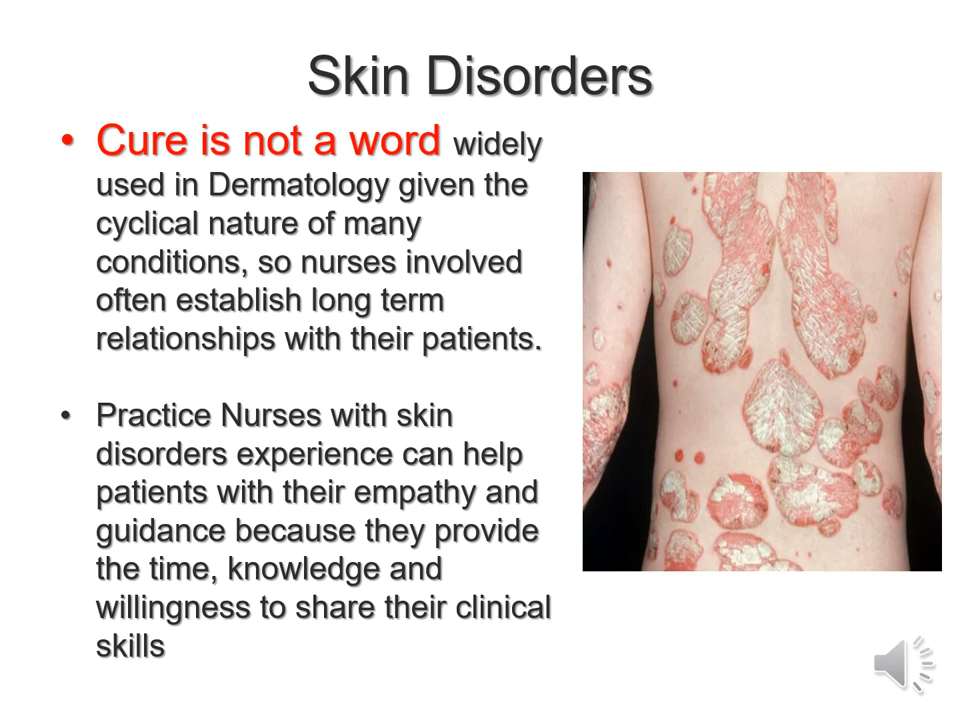 Skin Disorders
• Cure is not a word widely
used in Dermatology given the
cyclical nature of many
conditions, so nurses involved
often establish long term
relationships with their patients.
• Practice Nurses with skin
disorders experience can help
patients with their empathy and
guidance because they provide
the time, knowledge and
willingness to share their clinical
skills